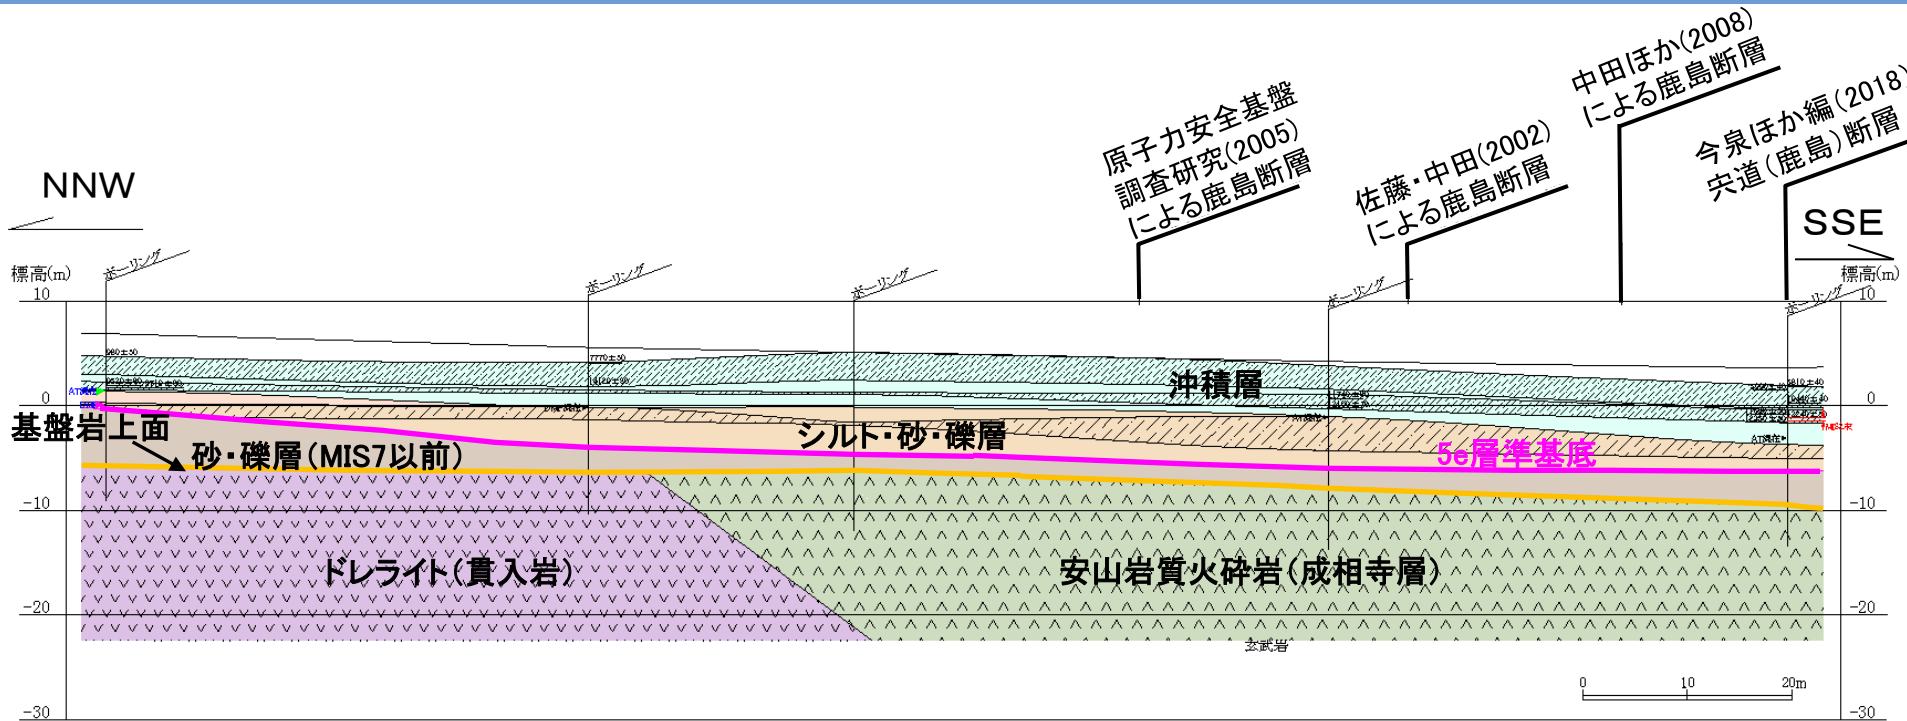 中田ほか(2008)
による鹿島断層
今泉ほか編(2018)
宍道(鹿島)断層
原子力安全基盤
調査研究(2005)
による鹿島断層
佐藤・中田(2002)
による鹿島断層
NNW
SSE
標高(m)
標高(m)
ボーリング
ボーリング
ボーリング
ボーリング
ボーリング
10
10
7770±50
沖積層
0
0
基盤岩上面
砂・礫層(MIS7以前)
シルト・砂・礫層
5e層準基底
-10
-10
ドレライト(貫入岩)
安山岩質火砕岩(成相寺層)
-20
-20
玄武岩
0
10
20m
-30
-30